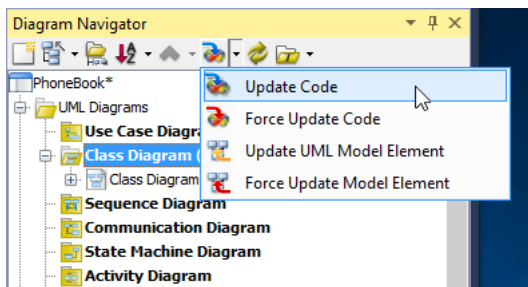 Diagram Navigator
PhoneBook*
Update Code
UML Diagrams
Force Update Code
Use Case Diagr
Update UML Model Element
Class Diagram (
Class Diagram
Force Update Model Element
Sequence Diagram
Communication Diagram
State Machine Diagram
Activity Diagram